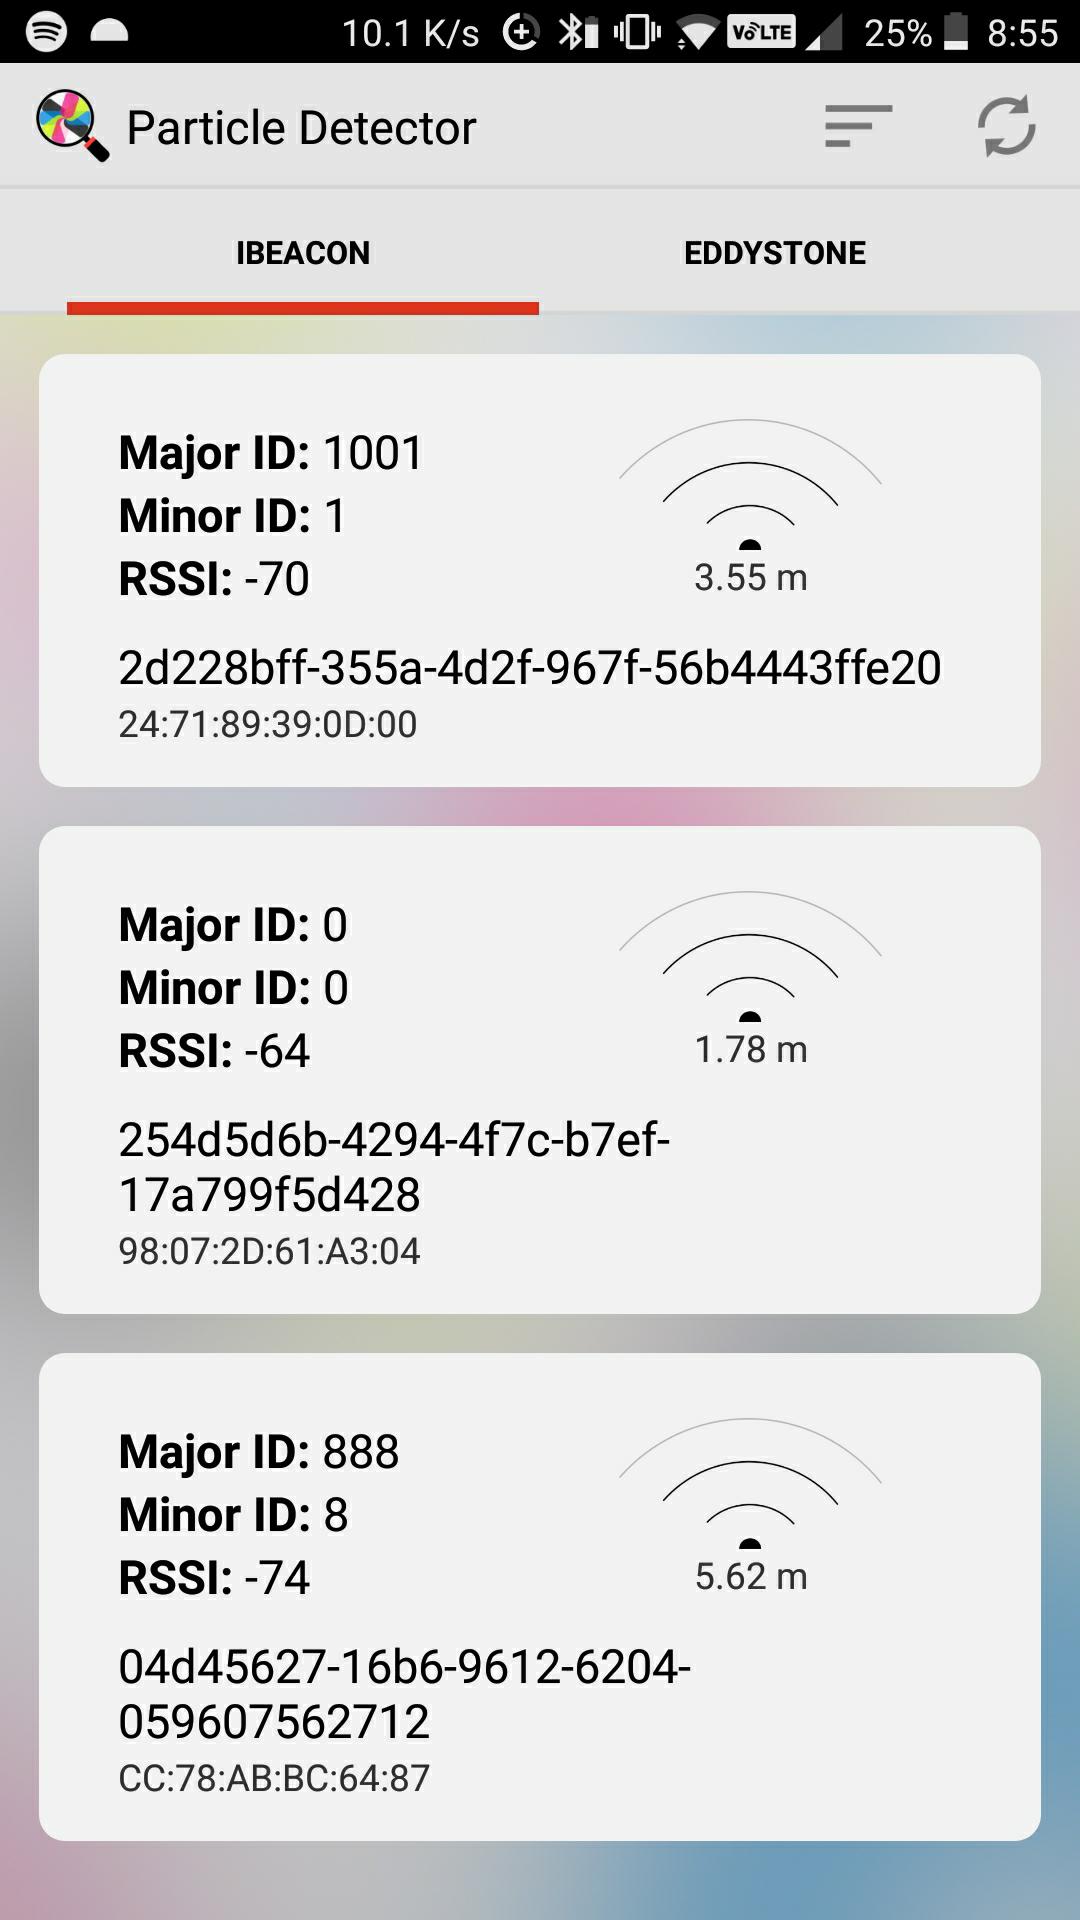 10.1 K/s VoLTE 25% 8:55
Particle Detector
IBEACON EDDYSTONE
Major ID: 1001
Minor ID: 1
RSSI: -70
3.55 m
2d228bff-355a-4d2f-967f-56b4443ffe20
24:71:89:39:0D:00
Major ID: 0
Minor ID: 0
RSSI: -64
1.78 m
254d5d6b-4294-4f7c-b7ef-
17a799f5d428
98:07:2D:61:A3:04
Major ID: 888
Minor ID: 8
RSSI: -74
5.62 m
04d45627-16b6-9612-6204-
059607562712
CC:78:AB:BC:64:87